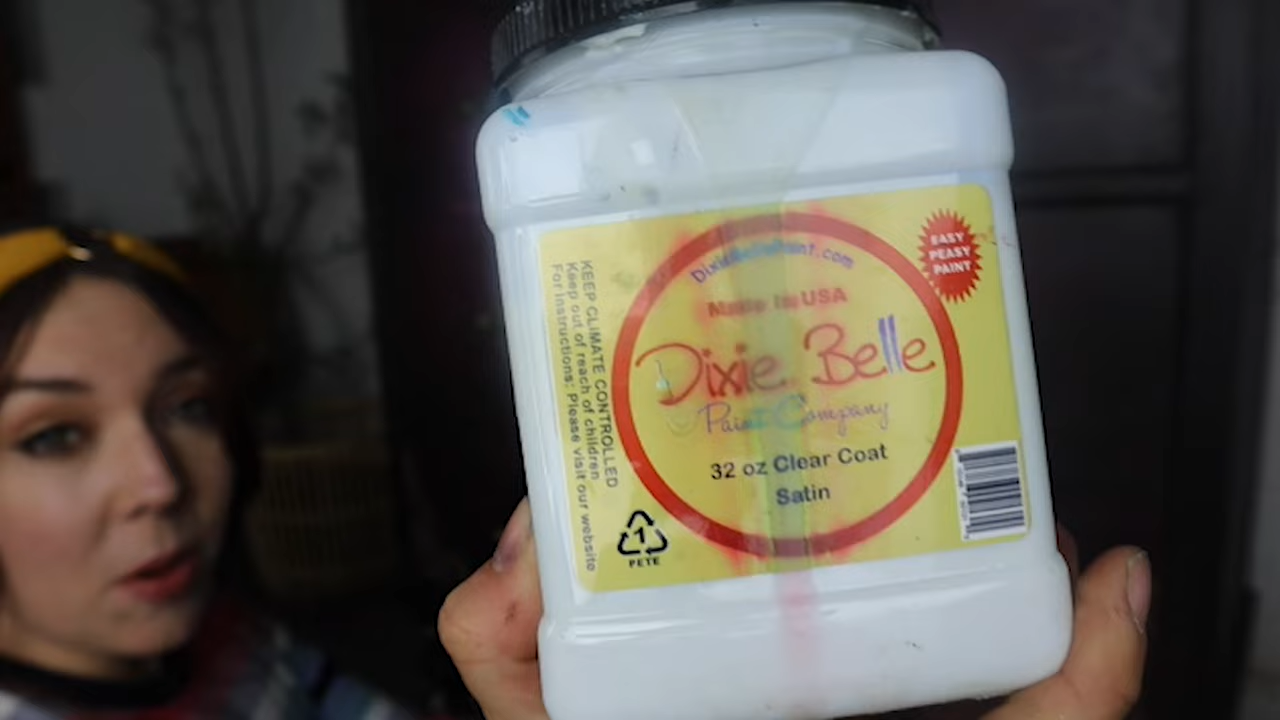 DixieBellePaint.com
Made in USA
Dixie Belle
Paint Company
32 oz Clear Coat
Satin
EASY
PEASY
PAINT
KEEP CLIMATE CONTROLLED
Keep out of reach of children
For Instructions: Please visit our website
1
PETE